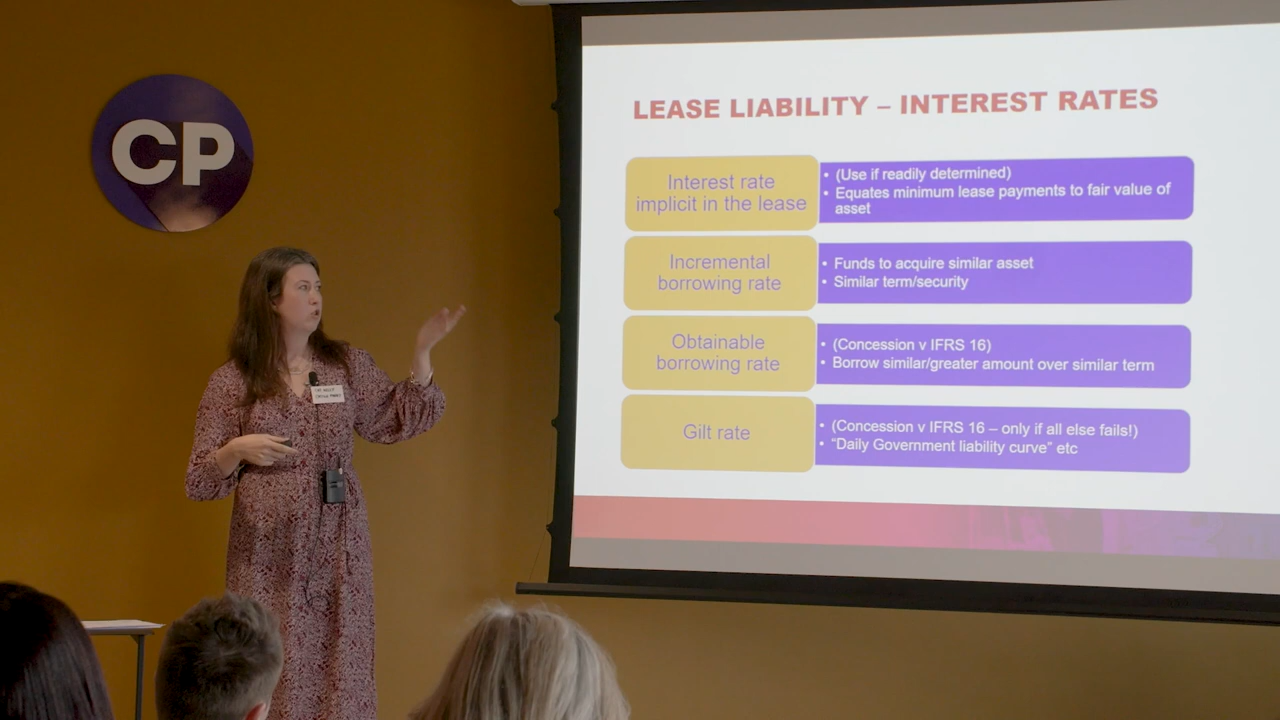 CP
LEASE LIABILITY – INTEREST RATES
Interest rate
implicit in the lease
• (Use if readily determined)
• Equates minimum lease payments to fair value of
asset
Incremental
borrowing rate
• Funds to acquire similar asset
• Similar term/security
Obtainable
borrowing rate
• (Concession v IFRS 16)
• Borrow similar/greater amount over similar term
Gilt rate
• (Concession v IFRS 16 – only if all else fails!)
• “Daily Government liability curve” etc